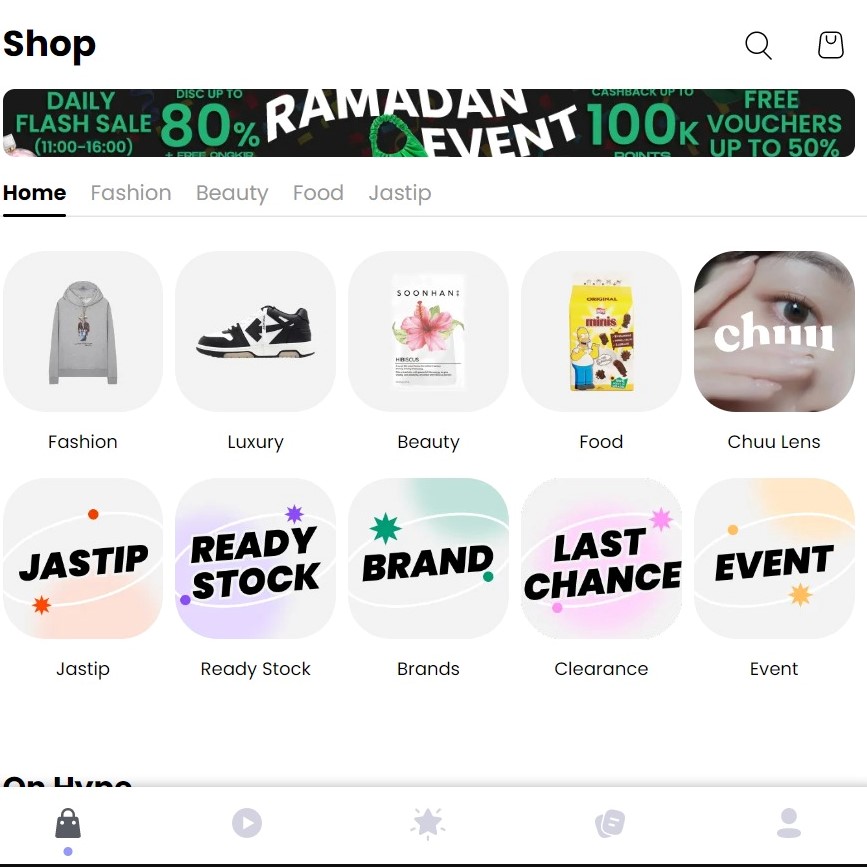 Shop
DAILY
FLASH SALE
(11:00-16:00)
DISC UP TO
80%
+ FREE ONGKIR
RAMADAN
EVENT
CASHBACK UP TO
100K
POINTS
FREE
VOUCHERS
UP TO 50%
Home Fashion Beauty Food Jastip
SOONHAN
HIBISCUS
ORIGINAL
minis
chuu
Fashion Luxury Beauty Food Chuu Lens
JASTIP
READY
STOCK
BRAND
LAST
CHANCE
EVENT
Jastip Ready Stock Brands Clearance Event
On Hype